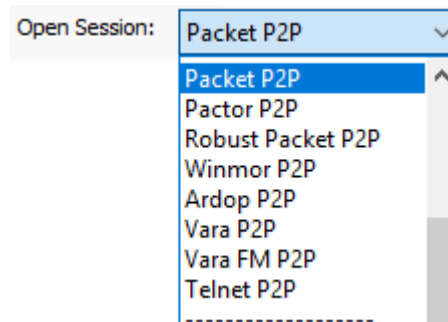 Open Session: Packet P2P
Packet P2P
Pactor P2P
Robust Packet P2P
Winmor P2P
Ardop P2P
Vara P2P
Vara FM P2P
Telnet P2P
-------------------